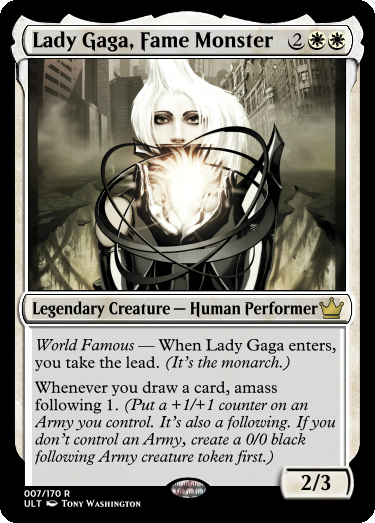 Lady Gaga, Fame Monster 2
Legendary Creature — Human Performer
World Famous — When Lady Gaga enters,
you take the lead. (It's the monarch.)
Whenever you draw a card, amass
following 1. (Put a +1/+1 counter on an
Army you control. It's also a following. If you
don't control an Army, create a 0/0 black
following Army creature token first.)
2/3
007/170 R
ULT Tony Washington